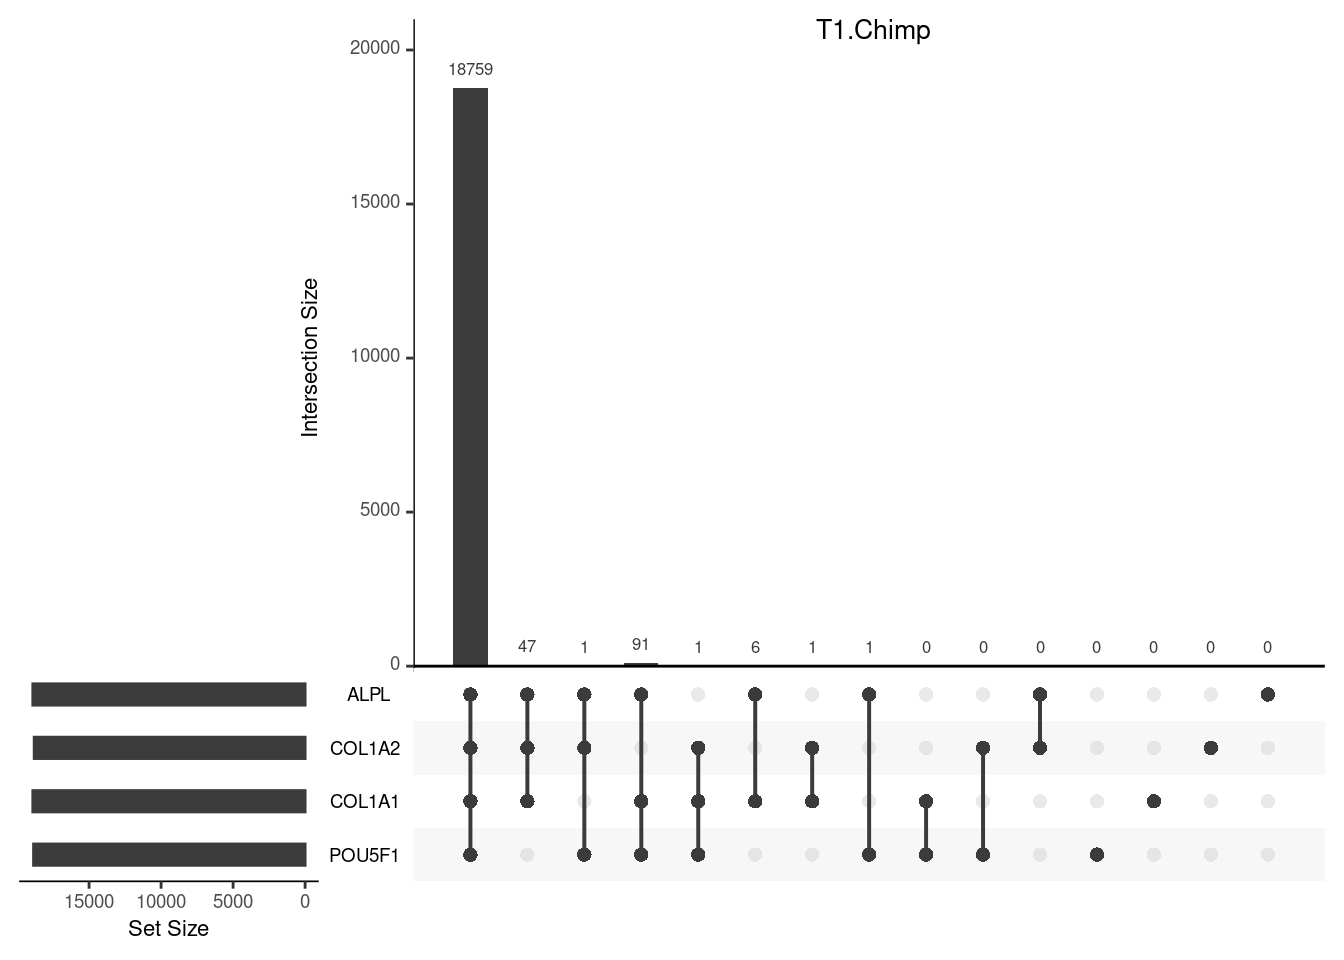 T1.Chimp
20000
18759
15000
Intersection Size
10000
5000
47 1 91 1 6 1 1 0 0 0 0 0 0 0
0
ALPL
COL1A2
COL1A1
POU5F1
15000 10000 5000 0
Set Size